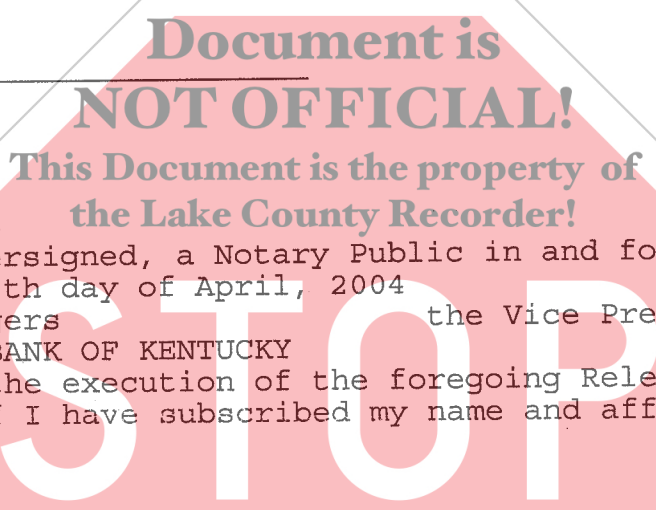 Document is
NOT OFFICIAL!
This Document is the property of
the Lake County Recorder!
ersigned, a Notary Public in and fo
th day of April, 2004
ers the Vice Pre
BANK OF KENTUCKY
the execution of the foregoing Rele
I have subscribed my name and aff
STOP